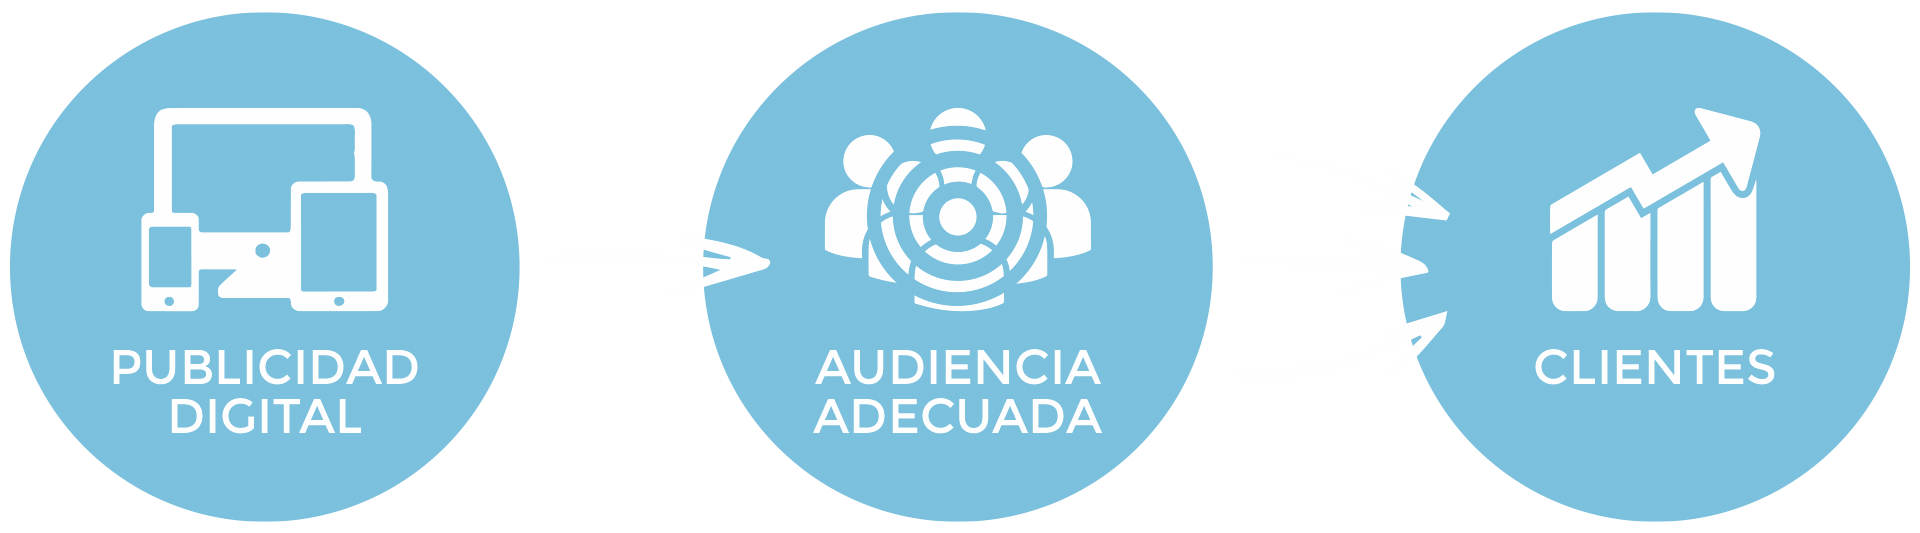 PUBLICIDAD
DIGITAL
AUDIENCIA
ADECUADA
CLIENTES